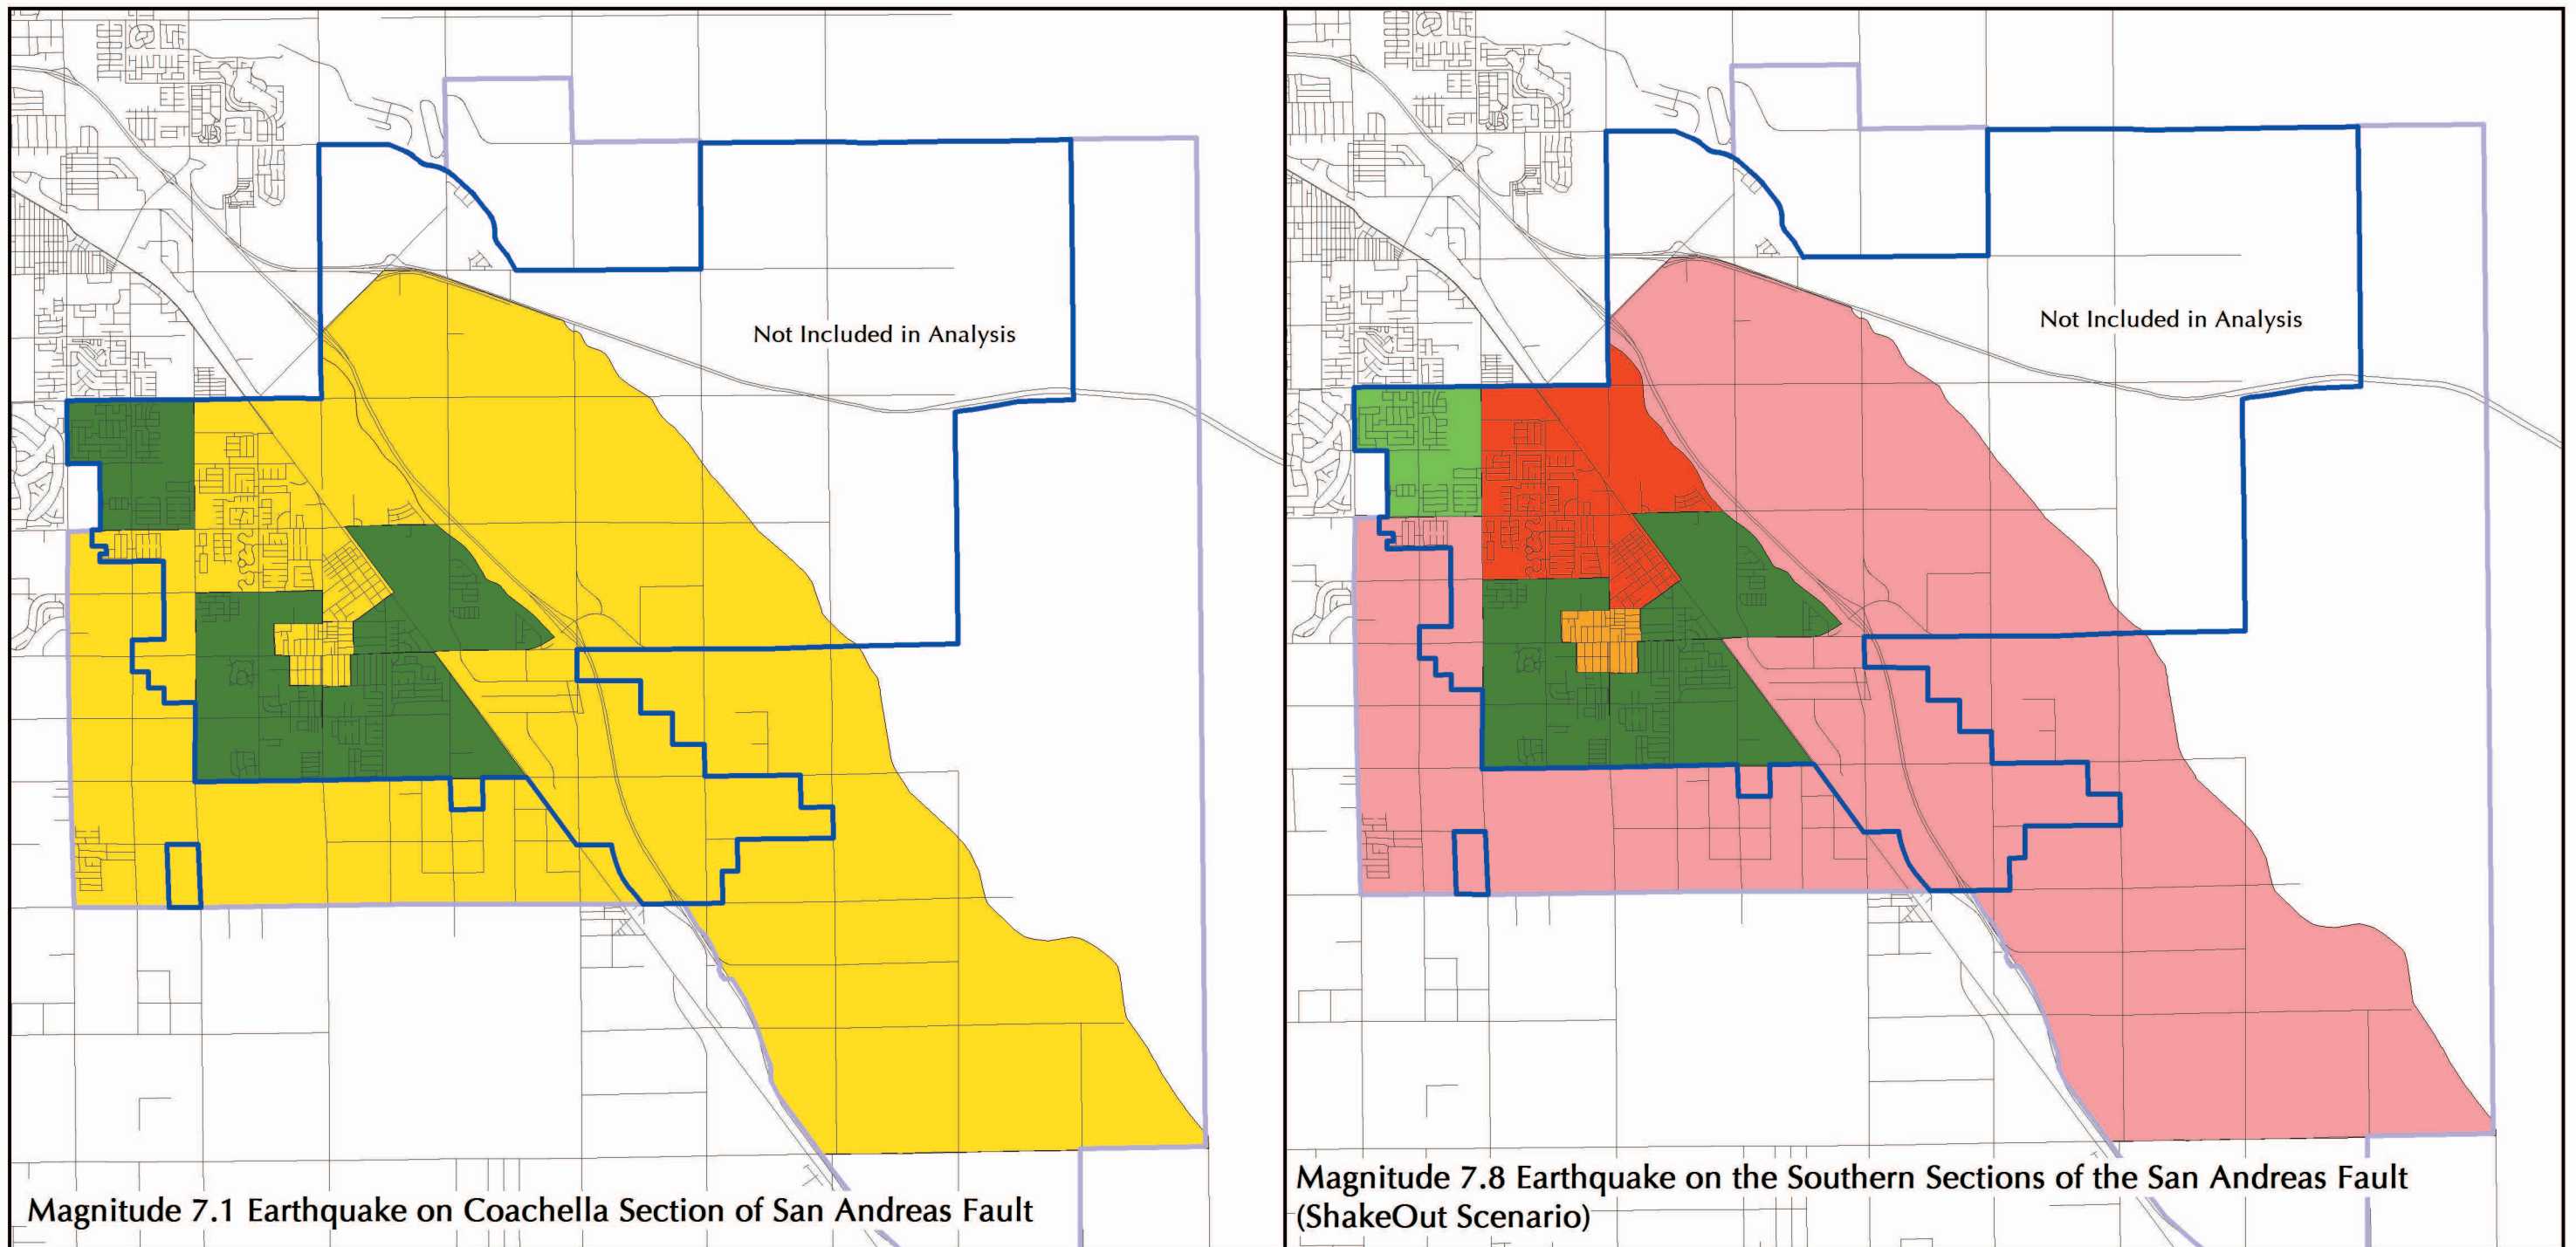 Not Included in Analysis
Magnitude 7.1 Earthquake on Coachella Section of San Andreas Fault
Not Included in Analysis
Magnitude 7.8 Earthquake on the Southern Sections of the San Andreas Fault
(ShakeOut Scenario)